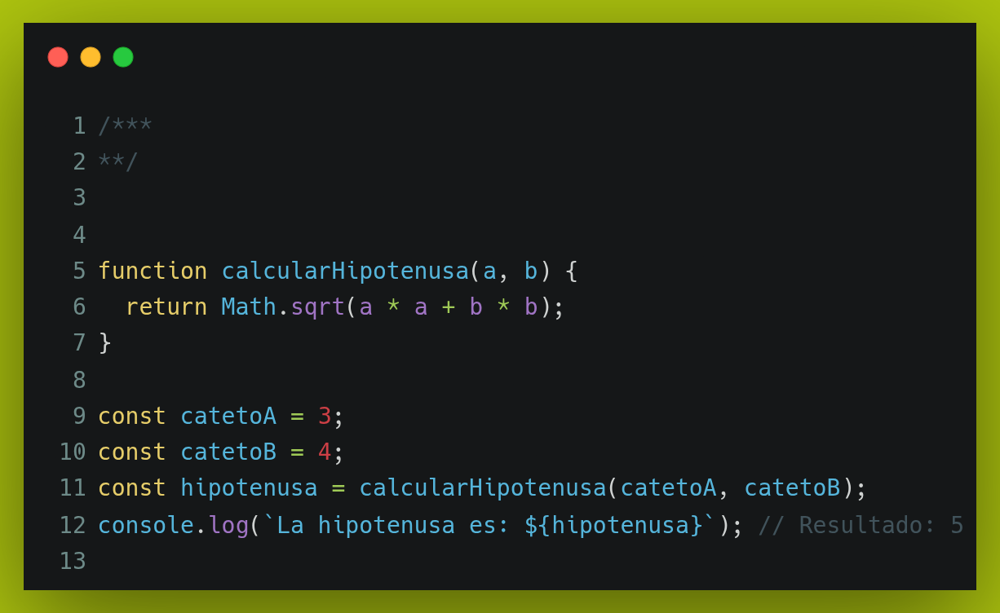 1 /***
2 **/
3
4
5 function calcularHipotenusa(a, b) {
6   return Math.sqrt(a * a + b * b);
7 }
8
9 const catetoA = 3;
10 const catetoB = 4;
11 const hipotenusa = calcularHipotenusa(catetoA, catetoB);
12 console.log(`La hipotenusa es: ${hipotenusa}`); // Resultado: 5
13